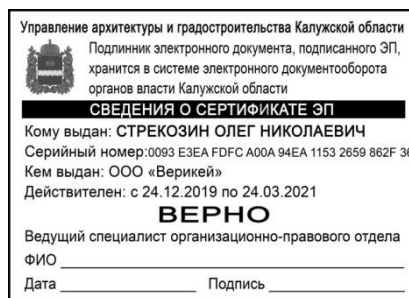 Управление архитектуры и градостроительства Калужской области
Подлинник электронного документа, подписанного ЭП,
хранится в системе электронного документооборота
органов власти Калужской области
СВЕДЕНИЯ О СЕРТИФИКАТЕ ЭП
Кому выдан: СТРЕКОЗИН ОЛЕГ НИКОЛАЕВИЧ
Серийный номер:0093 E3EA FDFC A00A 94EA 1153 2659 862F 36
Кем выдан: ООО «Верикей»
Действителен: с 24.12.2019 по 24.03.2021
ВЕРНО
Ведущий специалист организационно-правового отдела
ФИО
Дата Подпись